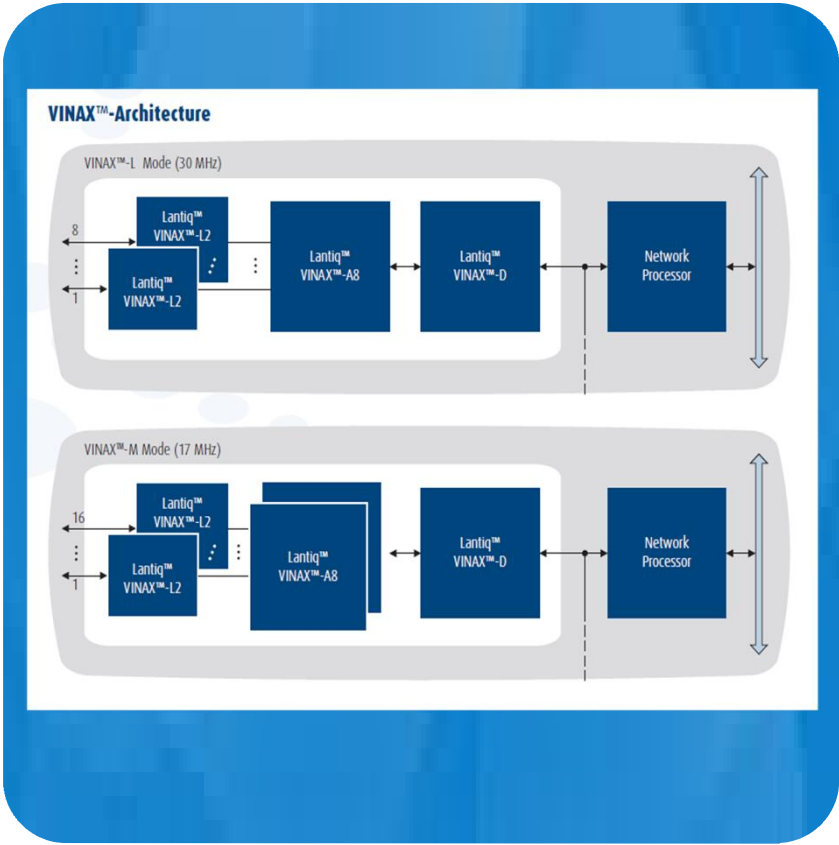 VINAX™-Architecture
VINAX™-L Mode (30 MHz)
8
1
Lantiq™
VINAX™-L2
Lantiq™
VINAX™-L2
Lantiq™
VINAX™-A8
Lantiq™
VINAX™-D
Network
Processor
VINAX™-M Mode (17 MHz)
16
1
Lantiq™
VINAX™-L2
Lantiq™
VINAX™-L2
Lantiq™
VINAX™-A8
Lantiq™
VINAX™-D
Network
Processor